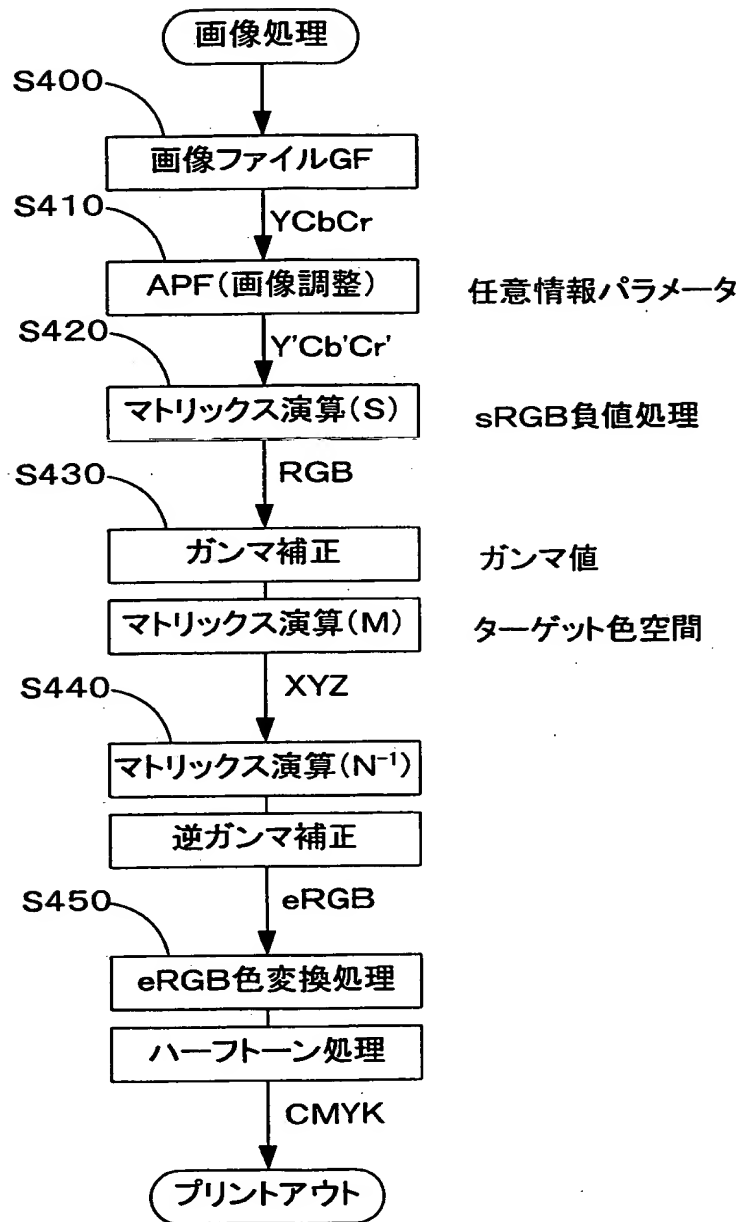 画像処理
S400
画像ファイルGF
S410
YCbCr
APF(画像調整) 任意情報パラメータ
S420
Y'Cb'Cr'
マトリックス演算(S) sRGB負値処理
S430
RGB
ガンマ補正 ガンマ値
マトリックス演算(M) ターゲット色空間
S440
XYZ
マトリックス演算(N⁻¹)
逆ガンマ補正
S450
eRGB
eRGB色変換処理
ハーフトーン処理
CMYK
プリントアウト